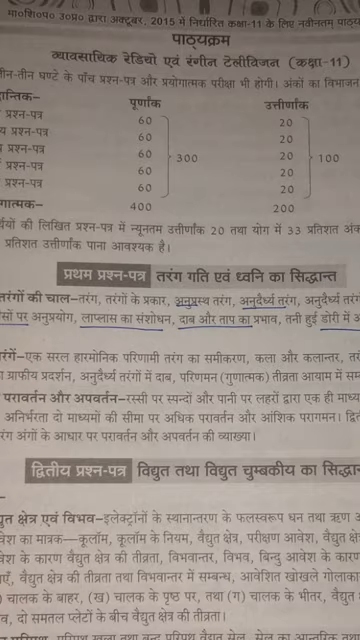 मा०शि०प० उ०प्र० द्वारा अक्टूबर, 2015 में निर्धारित कक्षा-11 के लिए नवीनतम पाठ्य
पाठ्यक्रम
व्यावसायिक रेडियो एवं रंगीन टेलीविजन (कक्षा-11)
तीन-तीन घण्टे के पाँच प्रश्न-पत्र और प्रयोगात्मक परीक्षा भी होगी। अंकों का विभाजन
द्धान्तिक- पूर्णांक उत्तीर्णांक
प्रश्न-पत्र 60 20
य प्रश्न-पत्र 60 20
प्रश्न-पत्र 60 300 20 100
प्रश्न-पत्र 60 20
प्रश्न-पत्र 60 20
गात्मक- 400 200
र्थियों की लिखित प्रश्न-पत्र में न्यूनतम उत्तीर्णांक 20 तथा योग में 33 प्रतिशत अंक
प्रतिशत उत्तीर्णांक पाना आवश्यक है।
प्रथम प्रश्न-पत्र तरंग गति एवं ध्वनि का सिद्धान्त
तरंगों की चाल-तरंग, तरंगों के प्रकार, अनुप्रस्थ तरंग, अनुदैर्ध्य तरंग, अनुदैर्ध्य तरंग
सों पर अनुप्रयोग, लाप्लास का संशोधन, दाब और ताप का प्रभाव, तनी हुई डोरी में अ
रंगें-एक सरल हारमोनिक परिणामी तरंग का समीकरण, कला और कलान्तर, तरं
ा ग्राफीय प्रदर्शन, अनुदैर्ध्य तरंगों में दाब, परिणमन (गुणात्मक) तीव्रता आयाम में सम्
परावर्तन और अपवर्तन-रस्सी पर स्पन्दों और पानी पर लहरों द्वारा एक ही माध्य
अनिर्भरता दो माध्यमों की सीमा पर अधिक परावर्तन और आंशिक परागमन। द्विती
रंग अंगों के आधार पर परावर्तन और अपवर्तन की व्याख्या।
द्वितीय प्रश्न-पत्र विद्युत तथा विद्युत चुम्बकीय का सिद्धान
द्युत क्षेत्र एवं विभव-इलेक्ट्रॉनों के स्थानान्तरण के फलस्वरूप धन तथा ऋण अ
वेश का मात्रक-कूलॉम, कूलॉम के नियम, वैद्युत क्षेत्र, परीक्षण आवेश, वैद्युत क्षेत्र
वेश के कारण वैद्युत क्षेत्र की तीव्रता, विभवान्तर, विभव, बिन्दु आवेश के कारण
एँ, वैद्युत क्षेत्र की तीव्रता तथा विभवान्तर में सम्बन्ध, आवेशित खोखले गोलाका
) चालक के बाहर, (ख) चालक के पृष्ठ पर, तथा (ग) चालक के भीतर, वैद्युत
व, दो समतल प्लेटों के बीच वैद्युत क्षेत्र की तीव्रता।